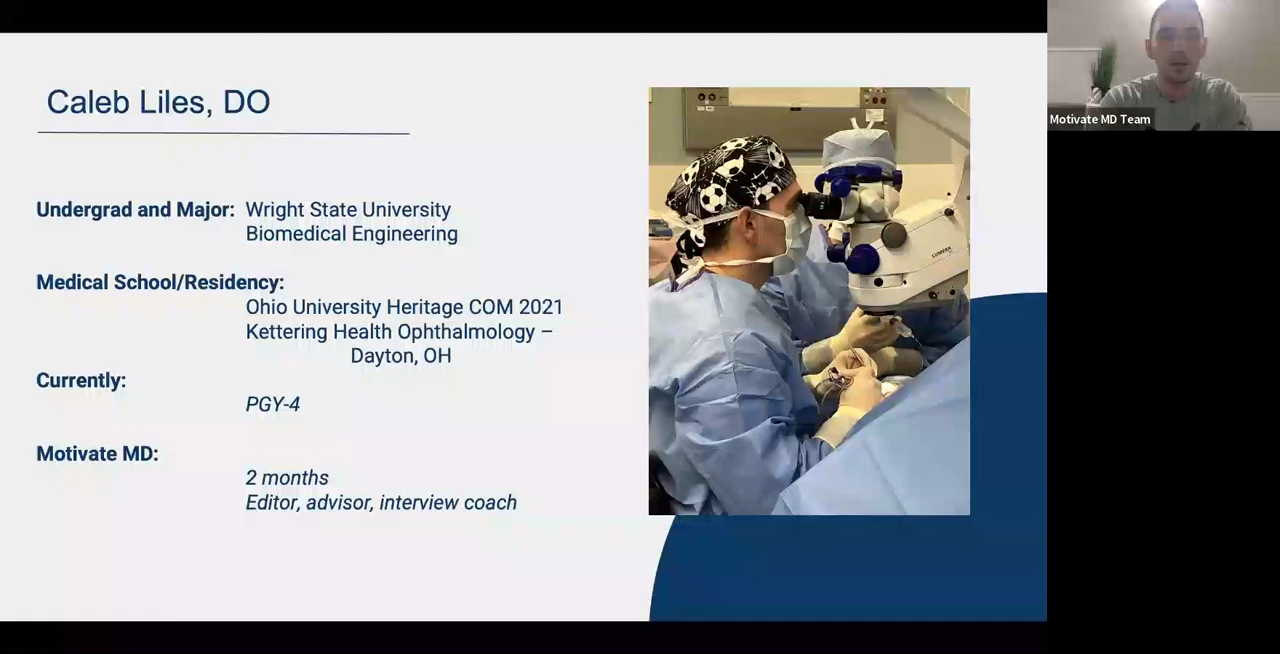 Caleb Liles, DO
Undergrad and Major: Wright State University
Biomedical Engineering
Medical School/Residency:
Ohio University Heritage COM 2021
Kettering Health Ophthalmology –
Dayton, OH
Currently:
PGY-4
Motivate MD:
2 months
Editor, advisor, interview coach
LUMERA
Motivate MD Team